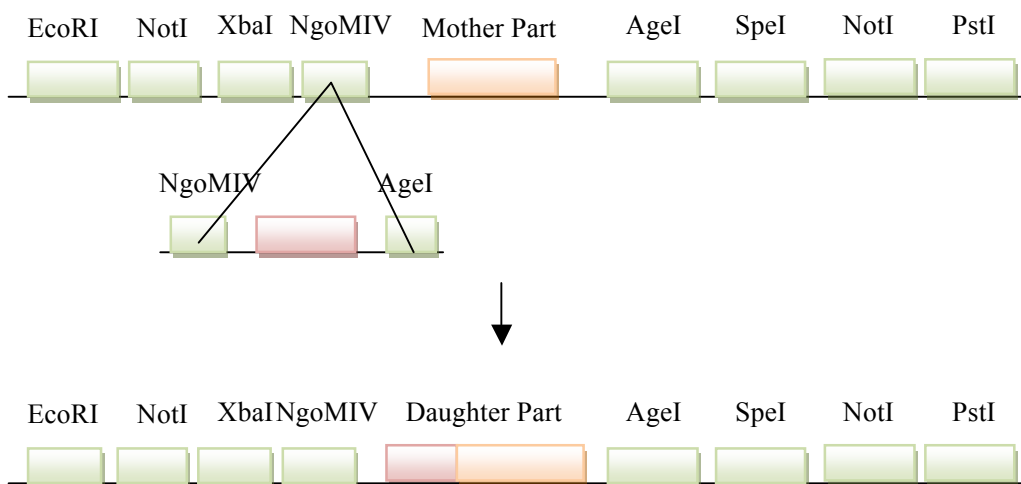 EcoRI NotI XbaI NgoMIV Mother Part AgeI SpeI NotI PstI
NgoMIV AgeI
EcoRI NotI XbaI NgoMIV Daughter Part AgeI SpeI NotI PstI